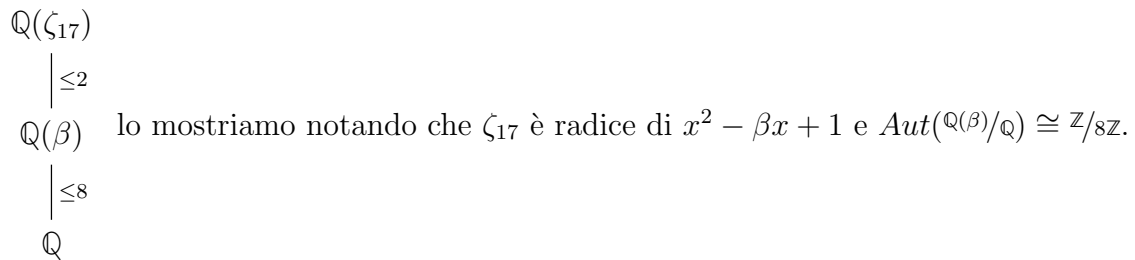 ℚ(ζ₁₇)
≤2
ℚ(β) lo mostriamo notando che ζ₁₇ è radice di x² − βx + 1 e Aut(ℚ(β)/ℚ) ≅ ℤ/8ℤ.
≤8
ℚ